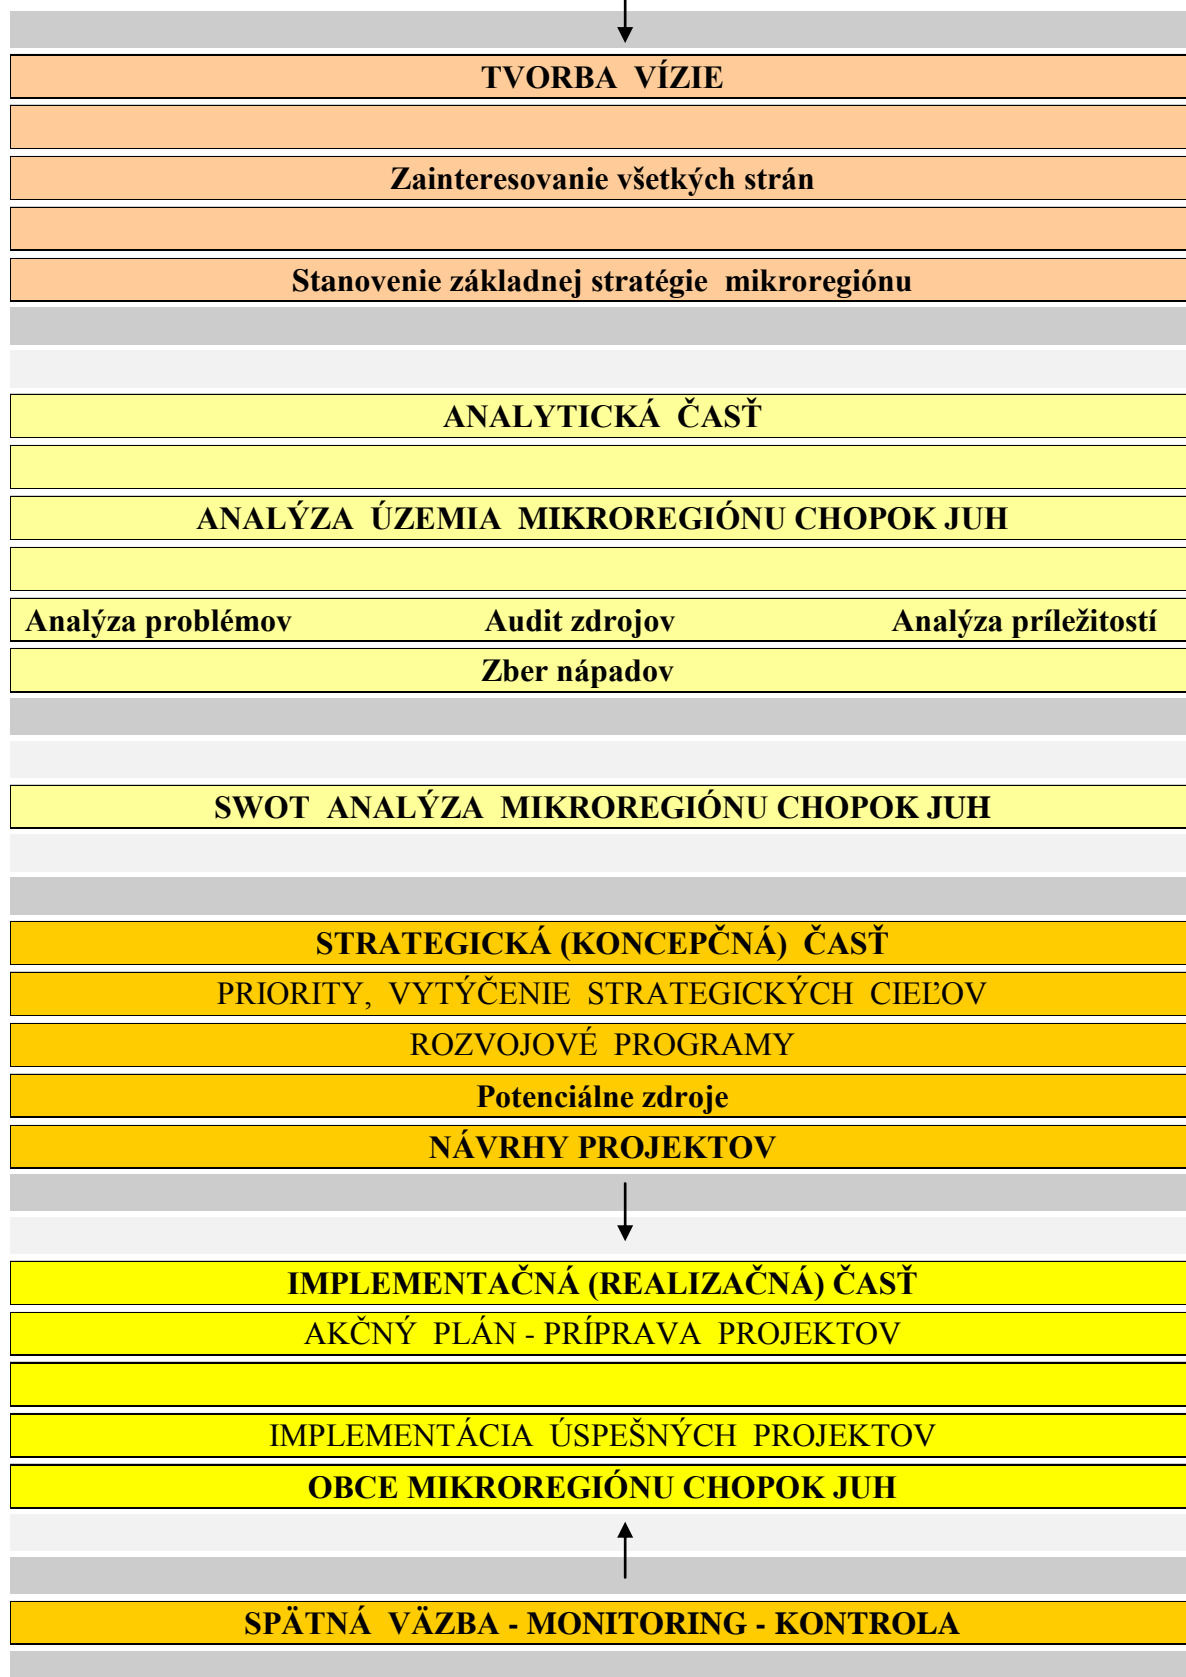 TVORBA VÍZIE
Zainteresovanie všetkých strán
Stanovenie základnej stratégie mikroregiónu
ANALYTICKÁ ČASŤ
ANALÝZA ÚZEMIA MIKROREGIÓNU CHOPOK JUH
Analýza problémov Audit zdrojov Analýza príležitostí
Zber nápadov
SWOT ANALÝZA MIKROREGIÓNU CHOPOK JUH
STRATEGICKÁ (KONCEPČNÁ) ČASŤ
PRIORITY, VYTÝČENIE STRATEGICKÝCH CIEĽOV
ROZVOJOVÉ PROGRAMY
Potenciálne zdroje
NÁVRHY PROJEKTOV
IMPLEMENTAČNÁ (REALIZAČNÁ) ČASŤ
AKČNÝ PLÁN - PRÍPRAVA PROJEKTOV
IMPLEMENTÁCIA ÚSPEŠNÝCH PROJEKTOV
OBCE MIKROREGIÓNU CHOPOK JUH
SPÄTNÁ VÄZBA - MONITORING - KONTROLA